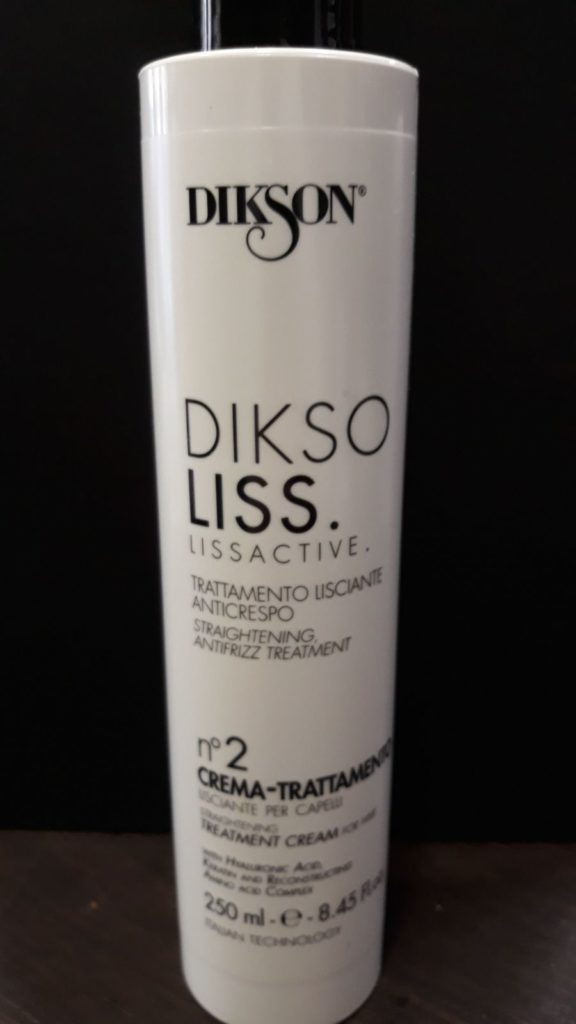 DIKSON®
DIKSO
LISS.
LISSACTIVE.
TRATTAMENTO LISCIANTE
ANTICRESPO
STRAIGHTENING,
ANTIFRIZZ TREATMENT
n° 2
CREMA-TRATTAMENTO
LISCIANTE PER CAPELLI
STRAIGHTENING
TREATMENT CREAM FOR HAIR
WITH HYALURONIC ACID,
KERATIN AND RECONSTRUCTING
AMINO ACID COMPLEX
250 ml - e - 8.45 Fl.oz
ITALIAN TECHNOLOGY